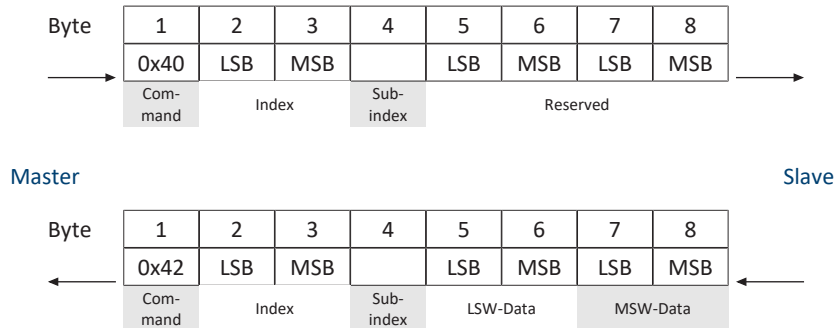 Byte 1 2 3 4 5 6 7 8
0x40 LSB MSB LSB MSB LSB MSB
Com-
mand
Index
Sub-
index
Reserved
Master Slave
Byte 1 2 3 4 5 6 7 8
0x42 LSB MSB LSB MSB LSB MSB
Com-
mand
Index
Sub-
index
LSW-Data
MSW-Data